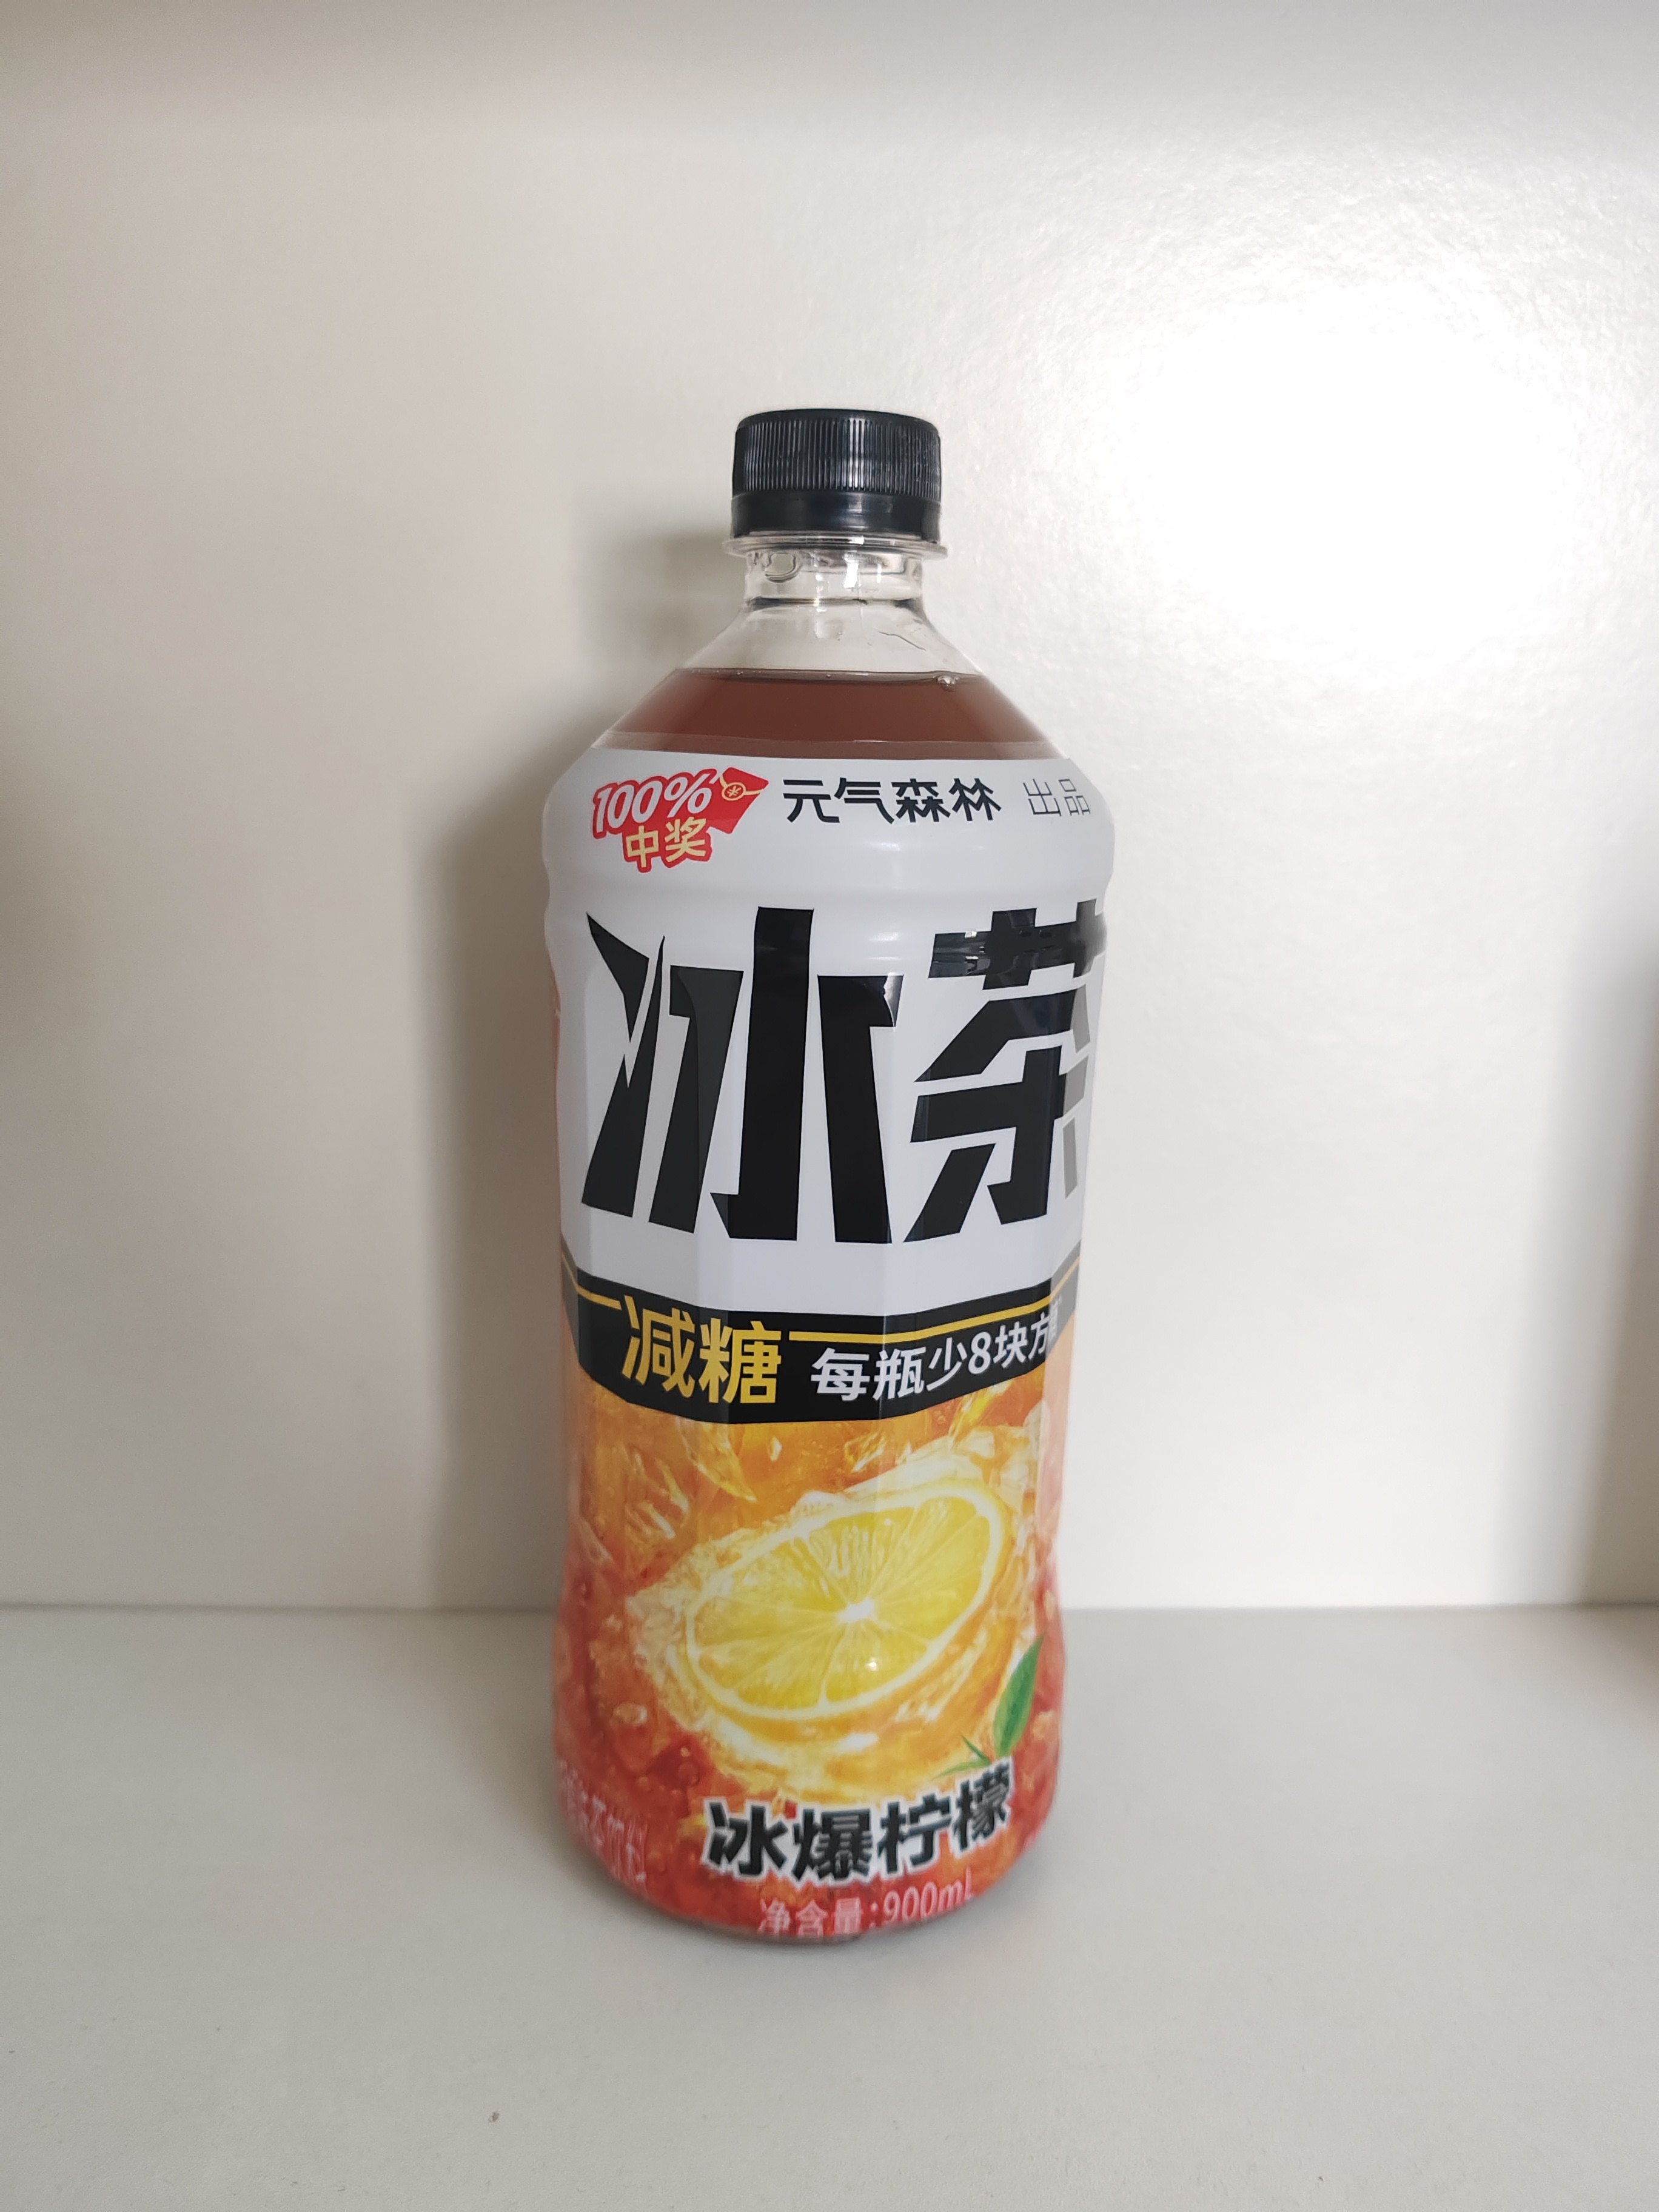 100%
中奖
元气森林 出品
冰茶
减糖 每瓶少8块方
冰爆柠檬
净含量:900mL